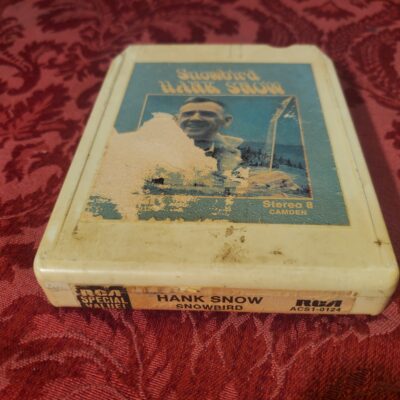 Snowbird
HANK SNOW
Stereo 8
CAMDEN
RCA
SPECIAL
VALUE!
HANK SNOW
SNOWBIRD
RCA
ACS1-0124